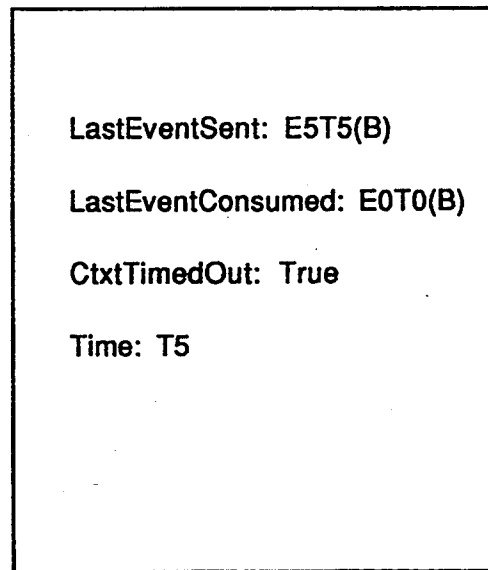 LastEventSent: E5T5(B)
LastEventConsumed: E0T0(B)
CtxtTimedOut: True
Time: T5